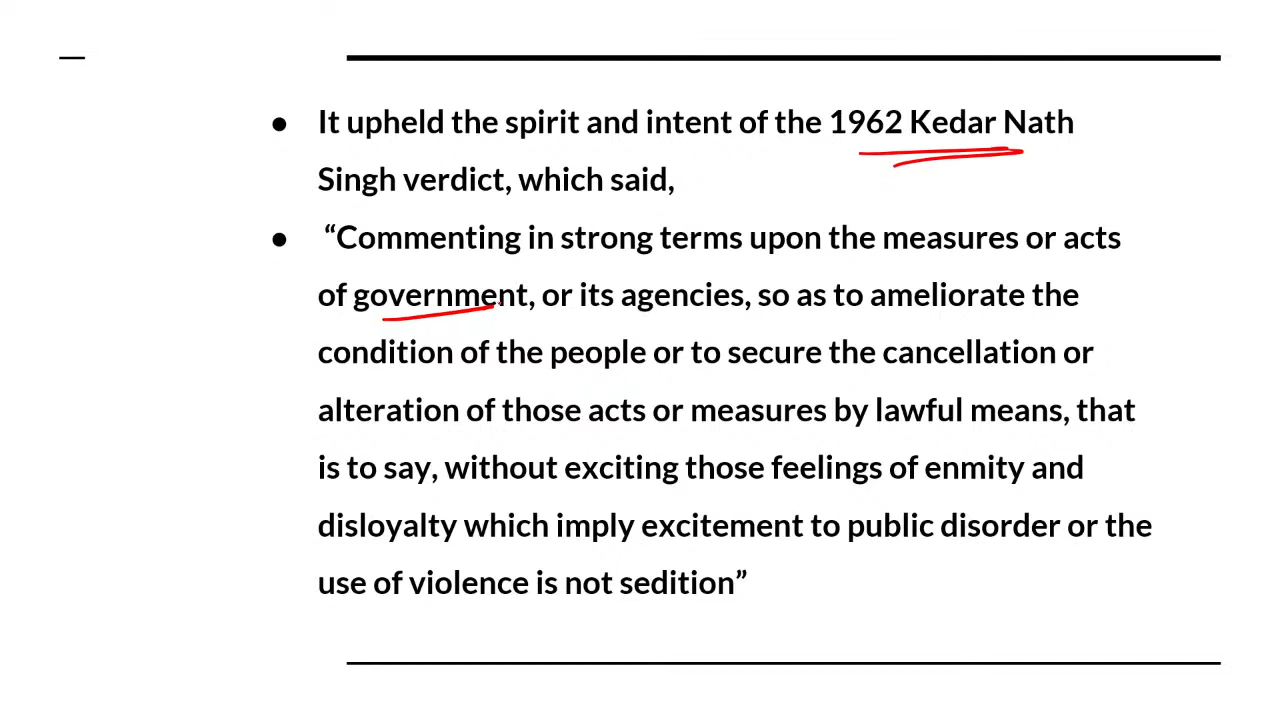 ● It upheld the spirit and intent of the 1962 Kedar Nath
Singh verdict, which said,
● “Commenting in strong terms upon the measures or acts
of government, or its agencies, so as to ameliorate the
condition of the people or to secure the cancellation or
alteration of those acts or measures by lawful means, that
is to say, without exciting those feelings of enmity and
disloyalty which imply excitement to public disorder or the
use of violence is not sedition”